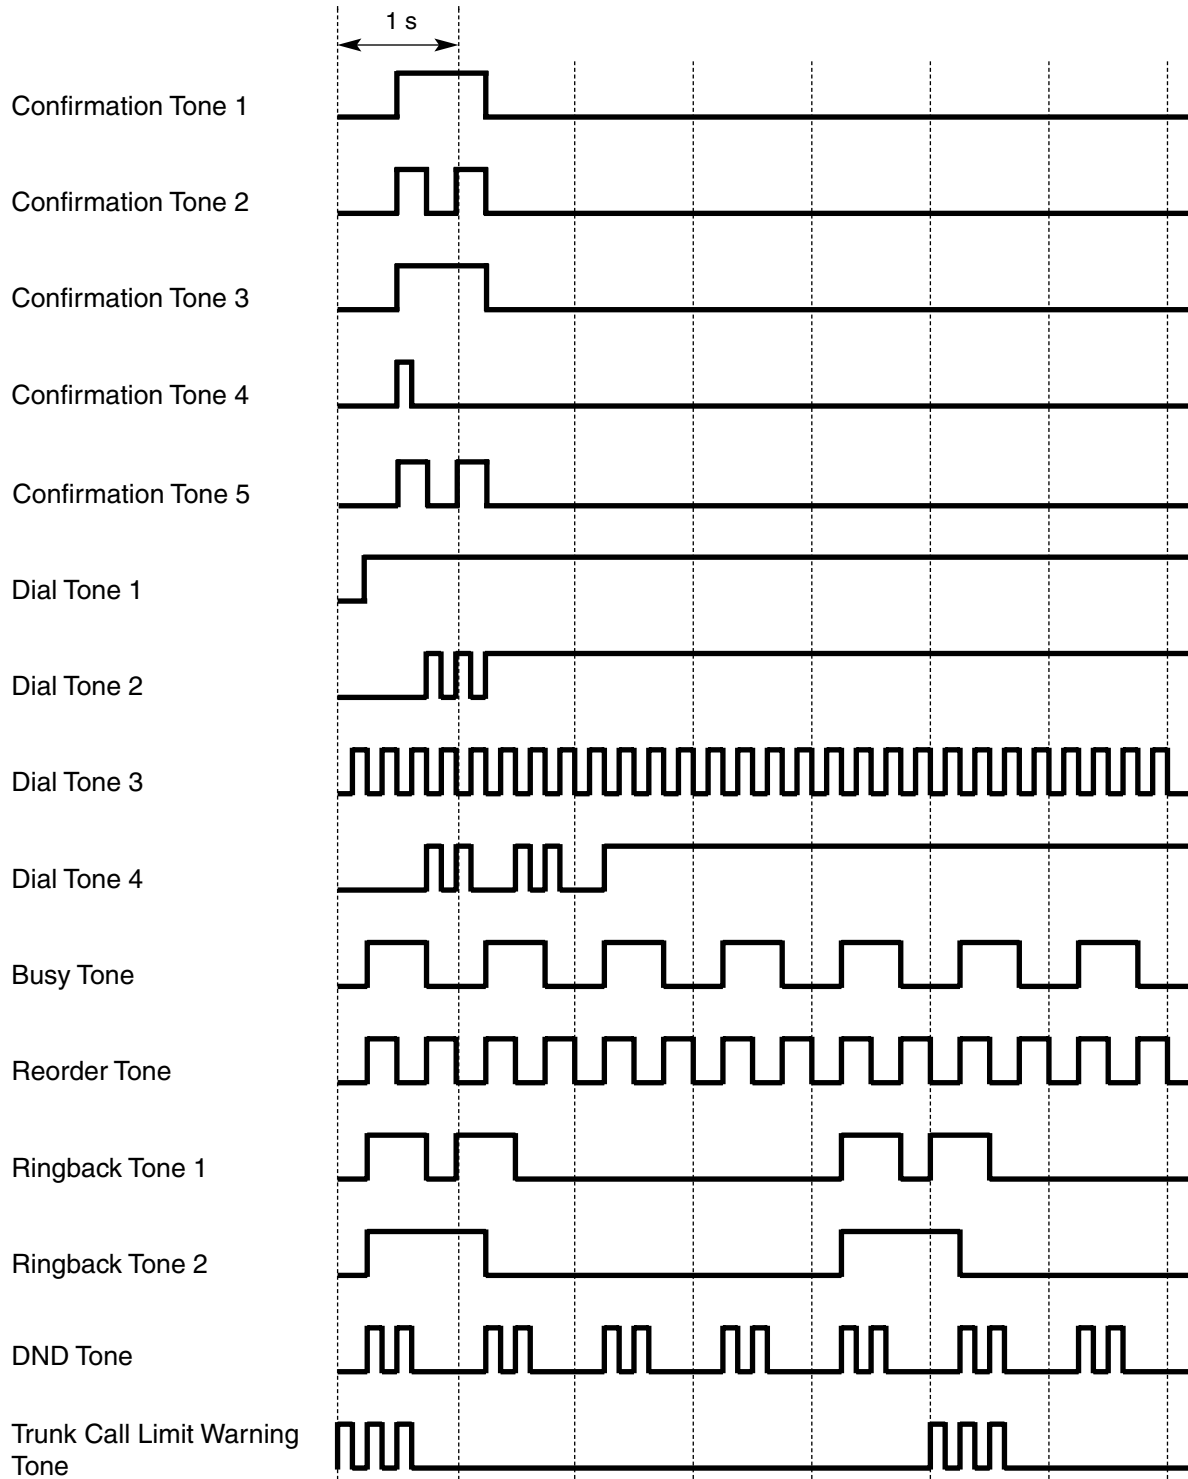 1 s
Confirmation Tone 1
Confirmation Tone 2
Confirmation Tone 3
Confirmation Tone 4
Confirmation Tone 5
Dial Tone 1
Dial Tone 2
Dial Tone 3
Dial Tone 4
Busy Tone
Reorder Tone
Ringback Tone 1
Ringback Tone 2
DND Tone
Trunk Call Limit Warning
Tone